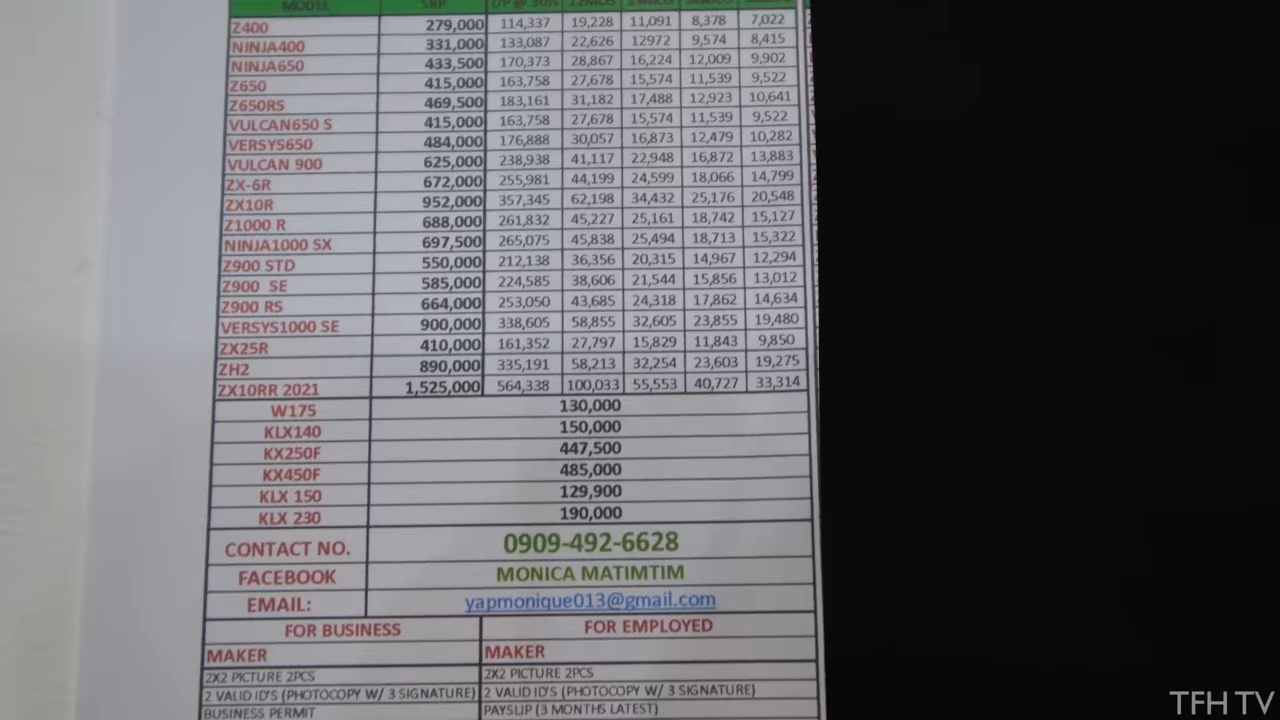 MODEL SRP DP @ 30% 12MOS
Z400 279,000 114,337 19,228 11,091 8,378 7,022
NINJA400 331,000 133,087 22,626 12972 9,574 8,415
NINJA650 433,500 170,373 28,867 16,224 12,009 9,902
Z650 415,000 163,758 27,678 15,574 11,539 9,522
Z650RS 469,500 183,161 31,182 17,488 12,923 10,641
VULCAN650 S 415,000 163,758 27,678 15,574 11,539 9,522
VERSYS650 484,000 176,888 30,057 16,873 12,479 10,282
VULCAN 900 625,000 238,938 41,117 22,948 16,872 13,883
ZX-6R 672,000 255,981 44,199 24,599 18,066 14,799
ZX10R 952,000 357,345 62,198 34,432 25,176 20,548
Z1000 R 688,000 261,832 45,227 25,161 18,742 15,127
NINJA1000 SX 697,500 265,075 45,838 25,494 18,713 15,322
Z900 STD 550,000 212,138 36,356 20,315 14,967 12,294
Z900 SE 585,000 224,585 38,606 21,544 15,856 13,012
Z900 RS 664,000 253,050 43,685 24,318 17,862 14,634
VERSYS1000 SE 900,000 338,605 58,855 32,605 23,855 19,480
ZX25R 410,000 161,352 27,797 15,829 11,843 9,850
ZH2 890,000 335,191 58,213 32,254 23,603 19,275
ZX10RR 2021 1,525,000 564,338 100,033 55,553 40,727 33,314
W175 130,000
KLX140 150,000
KX250F 447,500
KX450F 485,000
KLX 150 129,900
KLX 230 190,000
CONTACT NO. 0909-492-6628
FACEBOOK MONICA MATIMTIM
EMAIL: yapmonique013@gmail.com
FOR BUSINESS FOR EMPLOYED
MAKER MAKER
2X2 PICTURE 2PCS 2X2 PICTURE 2PCS
2 VALID ID'S (PHOTOCOPY W/ 3 SIGNATURE) 2 VALID ID'S (PHOTOCOPY W/ 3 SIGNATURE)
BUSINESS PERMIT PAYSLIP (3 MONTHS LATEST)
TFH TV